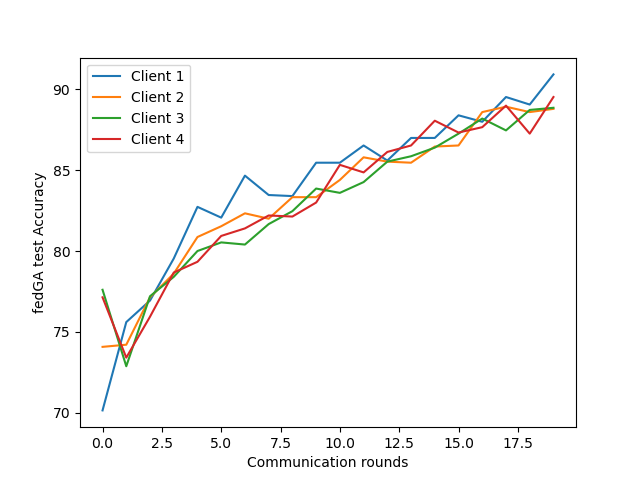 Client 1
Client 2
Client 3
Client 4
90
85
80
75
70
fedGA test Accuracy
0.0 2.5 5.0 7.5 10.0 12.5 15.0 17.5
Communication rounds